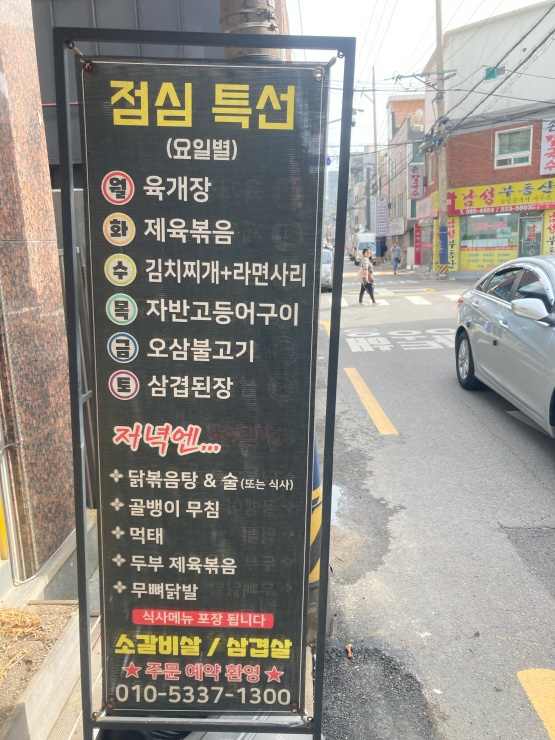 점심 특선
(요일별)
월 육개장
화 제육볶음
수 김치찌개+라면사리
목 자반고등어구이
금 오삼불고기
토 삼겹된장
저녁엔...
닭볶음탕 & 술(또는 식사)
골뱅이 무침
먹태
두부 제육볶음
무뼈닭발
식사메뉴 포장 됩니다
소갈비살 / 삼겹살
★ 주문 예약 환영 ★
010-5337-1300
삼성부동산